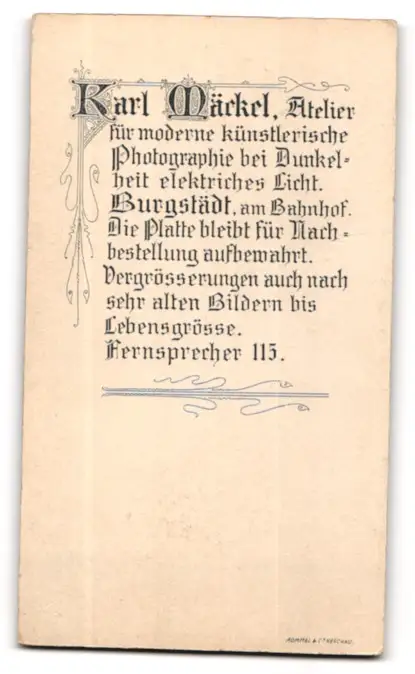 Karl Mäckel, Atelier
für moderne künstlerische
Photographie bei Dunkel=
heit elektriches Licht.
Burgstädt, am Bahnhof.
Die Platte bleibt für Nach=
bestellung aufbewahrt.
Vergrösserungen auch nach
sehr alten Bildern bis
Lebensgrösse.
Fernsprecher 115.